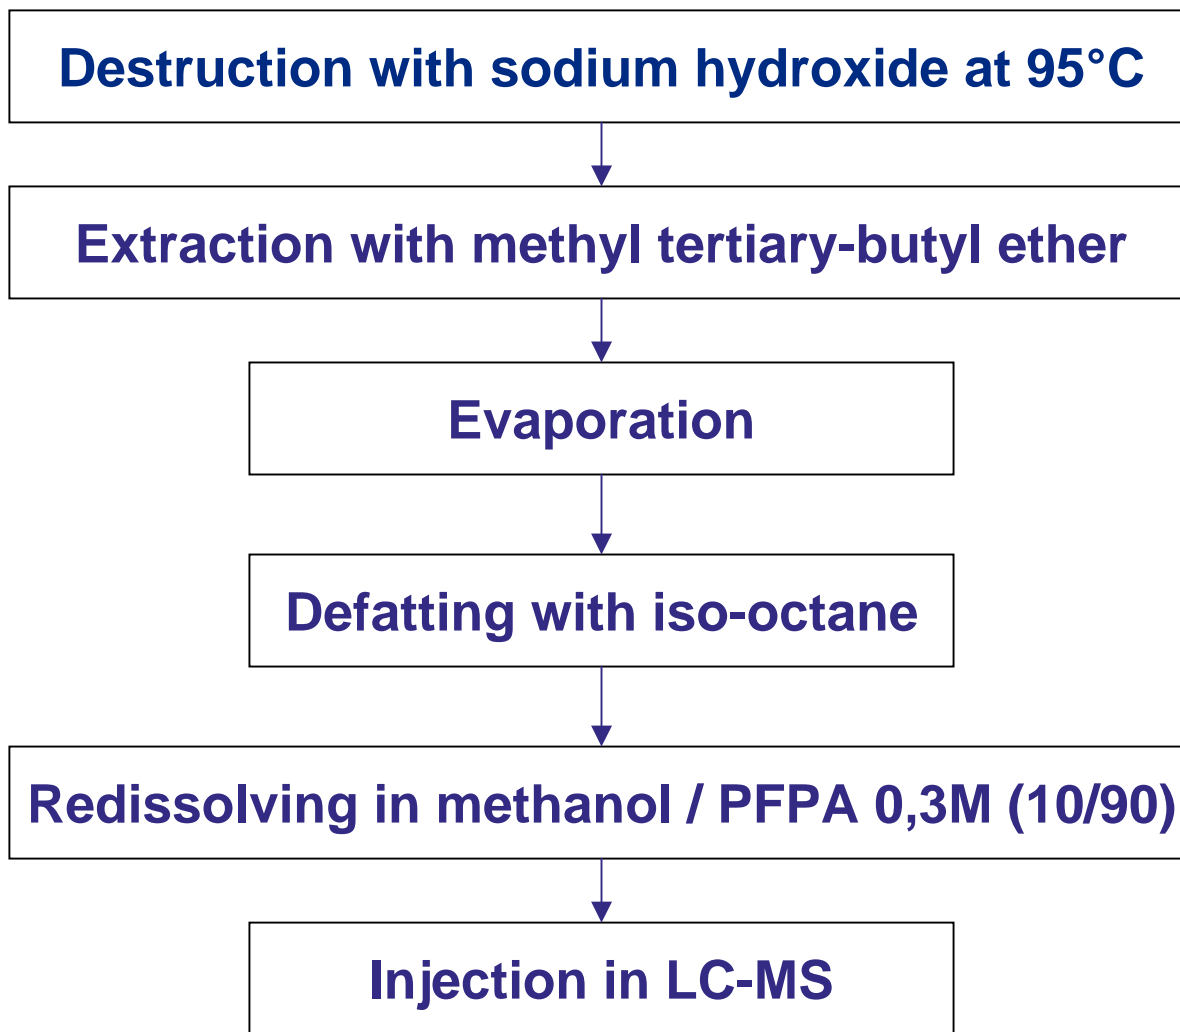 Destruction with sodium hydroxide at 95°C
Extraction with methyl tertiary-butyl ether
Evaporation
Defatting with iso-octane
Redissolving in methanol / PFPA 0,3M (10/90)
Injection in LC-MS